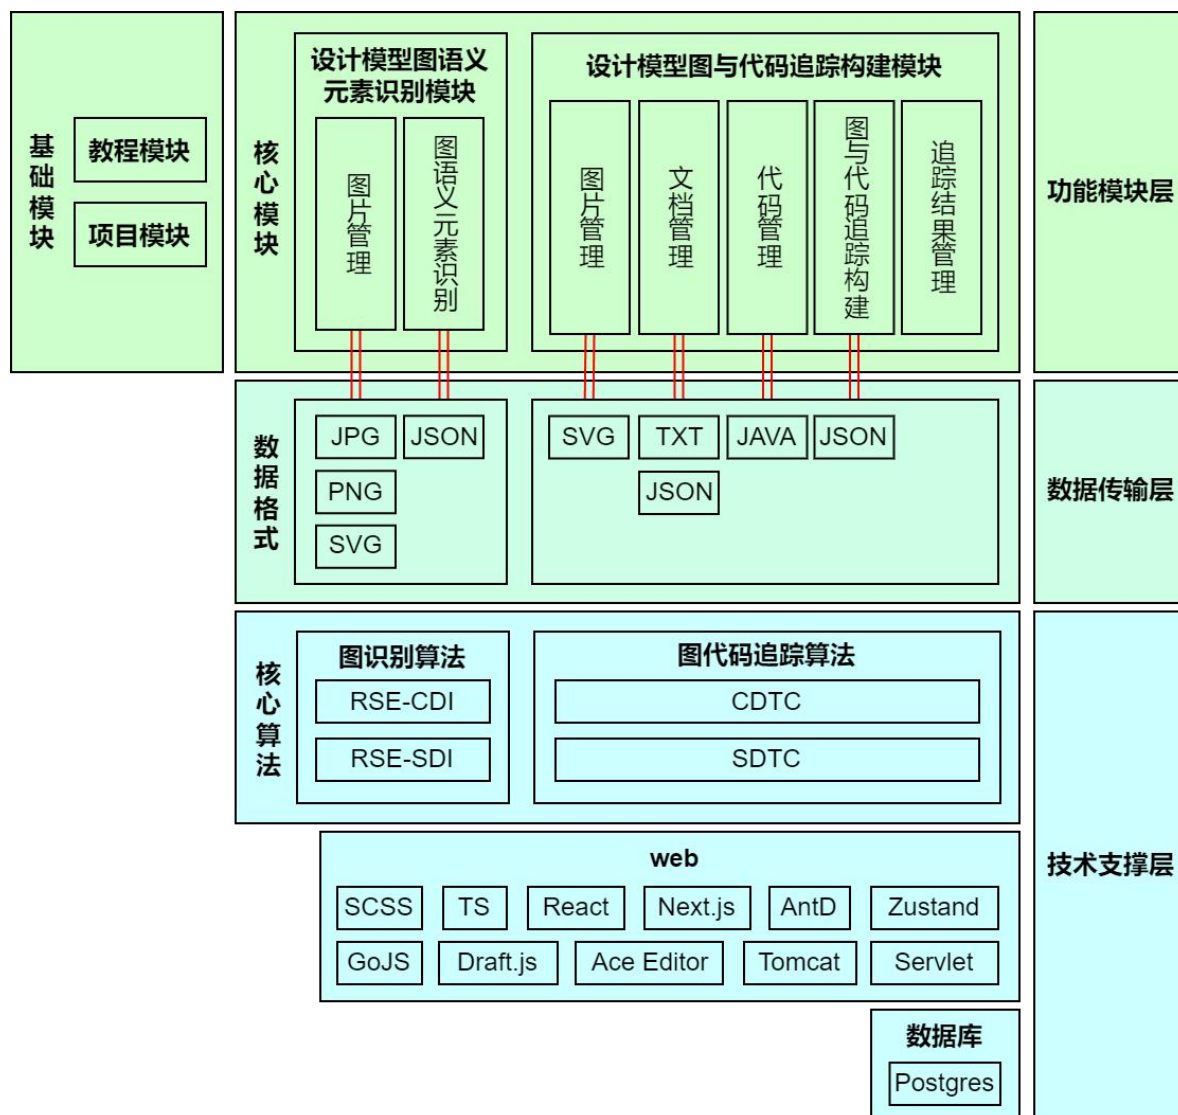 基础模块
教程模块
项目模块
核心模块
设计模型图语义
元素识别模块
图片管理
图语义元素识别
设计模型图与代码追踪构建模块
图片管理
文档管理
代码管理
图与代码追踪构建
追踪结果管理
功能模块层
数据格式
JPG
JSON
PNG
SVG
SVG
TXT
JAVA
JSON
JSON
数据传输层
核心算法
图识别算法
RSE-CDI
RSE-SDI
图代码追踪算法
CDTC
SDTC
技术支撑层
web
SCSS
TS
React
Next.js
AntD
Zustand
GoJS
Draft.js
Ace Editor
Tomcat
Servlet
数据库
Postgres